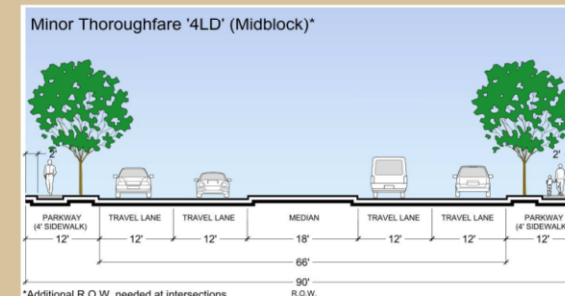 Minor Thoroughfare '4LD' (Midblock)*
2' 2'
PARKWAY TRAVEL LANE TRAVEL LANE MEDIAN TRAVEL LANE TRAVEL LANE PARKWAY
(4' SIDEWALK) (4' SIDEWALK)
12' 12' 12' 18' 12' 12' 12'
66'
90'
*Additional R.O.W. needed at intersections R.O.W.